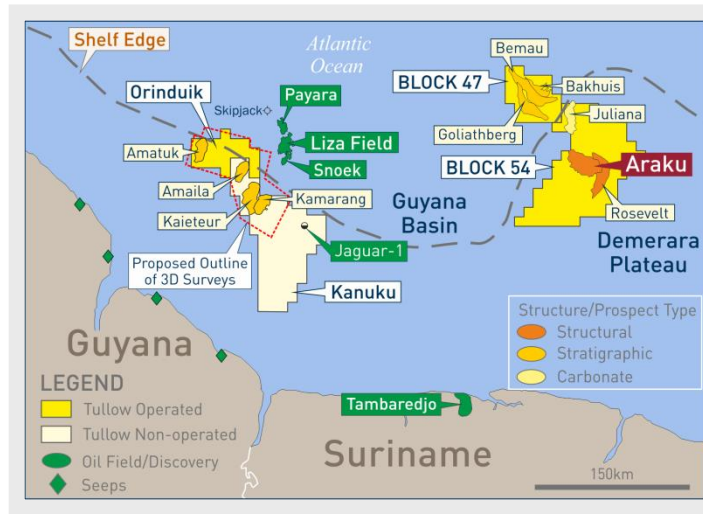 Shelf Edge
Atlantic
Ocean
Orinduik
Skipjack
Payara
Liza Field
Snoek
Amatuk
Amaila
Kaieteur
Kamarang
Jaguar-1
Proposed Outline
of 3D Surveys
Kanuku
Bemau
BLOCK 47
Bakhuis
Juliana
Goliathberg
BLOCK 54
Araku
Rosevelt
Guyana
Basin
Demerara
Plateau
Guyana
Suriname
Tambaredjo
LEGEND
Tullow Operated
Tullow Non-operated
Oil Field/Discovery
Seeps
Structure/Prospect Type
Structural
Stratigraphic
Carbonate
150km